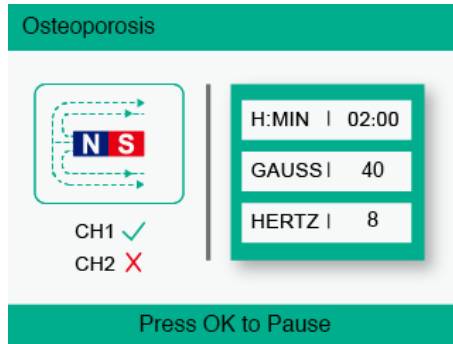 Osteoporosis
N S
CH1 ✓
CH2 X
H:MIN | 02:00
GAUSS | 40
HERTZ | 8
Press OK to Pause